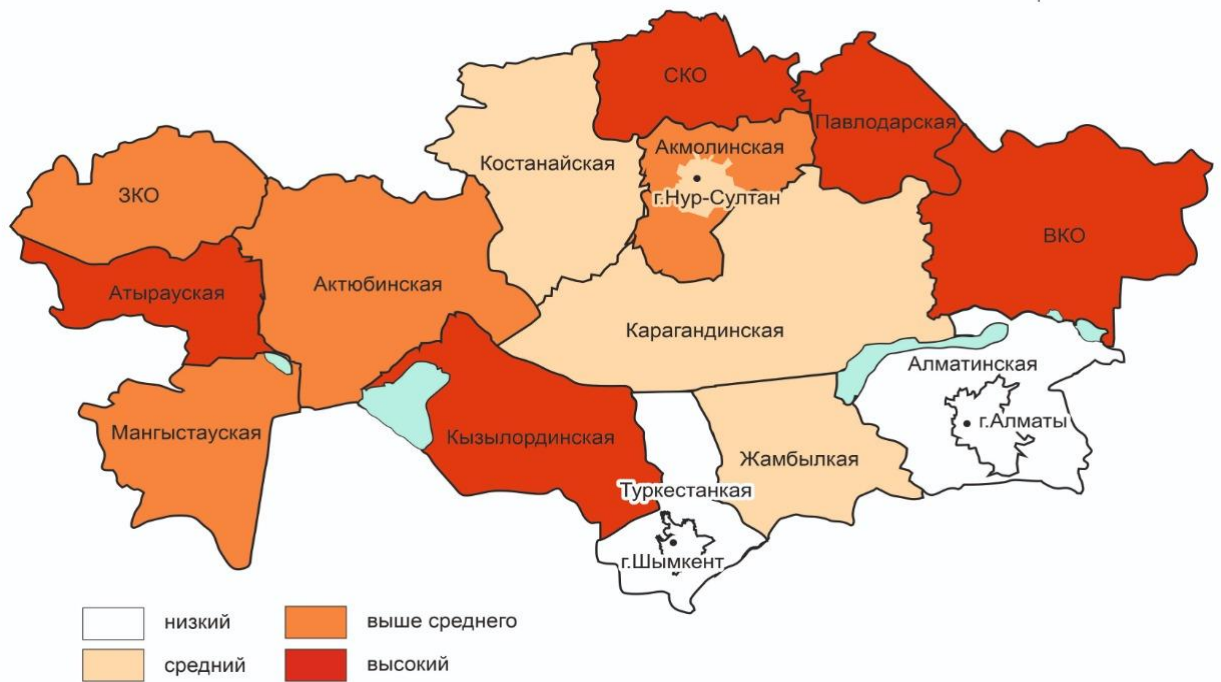 СКО
Павлодарская
Акмолинская
Костанайская
г.Нур-Султан
ЗКО
ВКО
Атырауская
Актюбинская
Карагандинская
Алматинская
г.Алматы
Мангыстауская
Кызылординская
Жамбылкая
Туркестанкая
г.Шымкент
низкий
выше среднего
средний
высокий